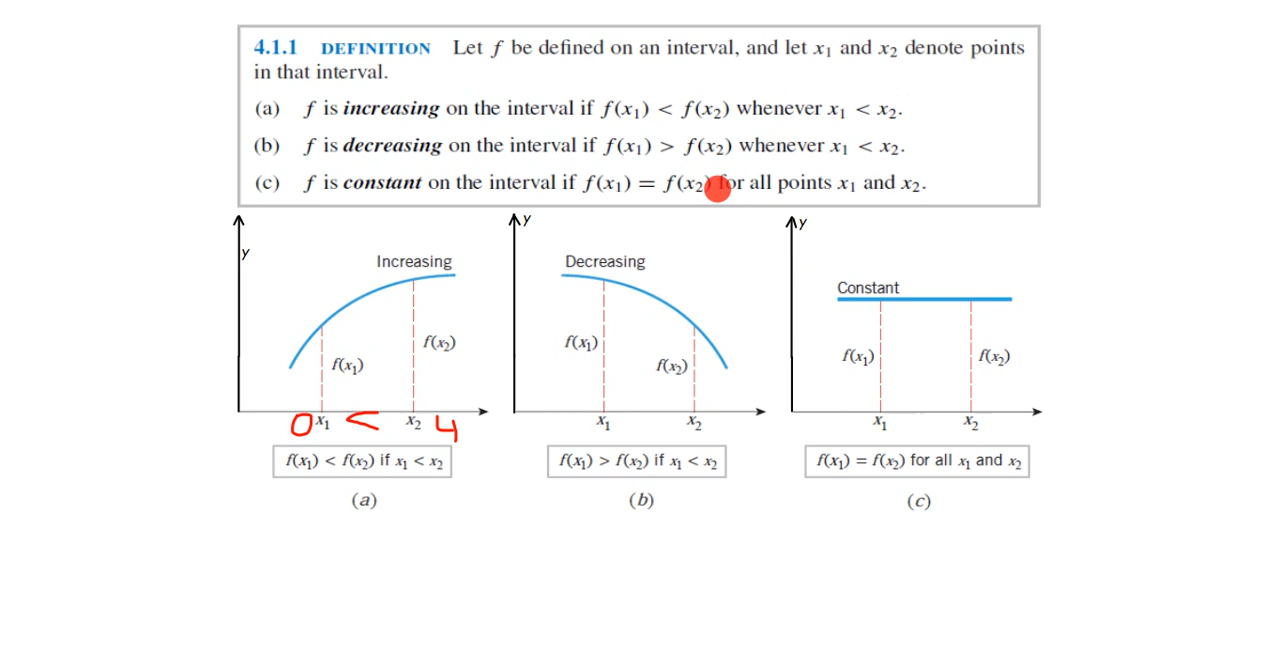 4.1.1 DEFINITION Let f be defined on an interval, and let x₁ and x₂ denote points
in that interval.
(a) f is increasing on the interval if f(x₁) < f(x₂) whenever x₁ < x₂.
(b) f is decreasing on the interval if f(x₁) > f(x₂) whenever x₁ < x₂.
(c) f is constant on the interval if f(x₁) = f(x₂) for all points x₁ and x₂.
y
Increasing
f(x₁)
f(x₂)
0 x₁ < x₂ 4
f(x₁) < f(x₂) if x₁ < x₂
(a)
y
Decreasing
f(x₁)
f(x₂)
x₁ x₂
f(x₁) > f(x₂) if x₁ < x₂
(b)
y
Constant
f(x₁)
f(x₂)
x₁ x₂
f(x₁) = f(x₂) for all x₁ and x₂
(c)